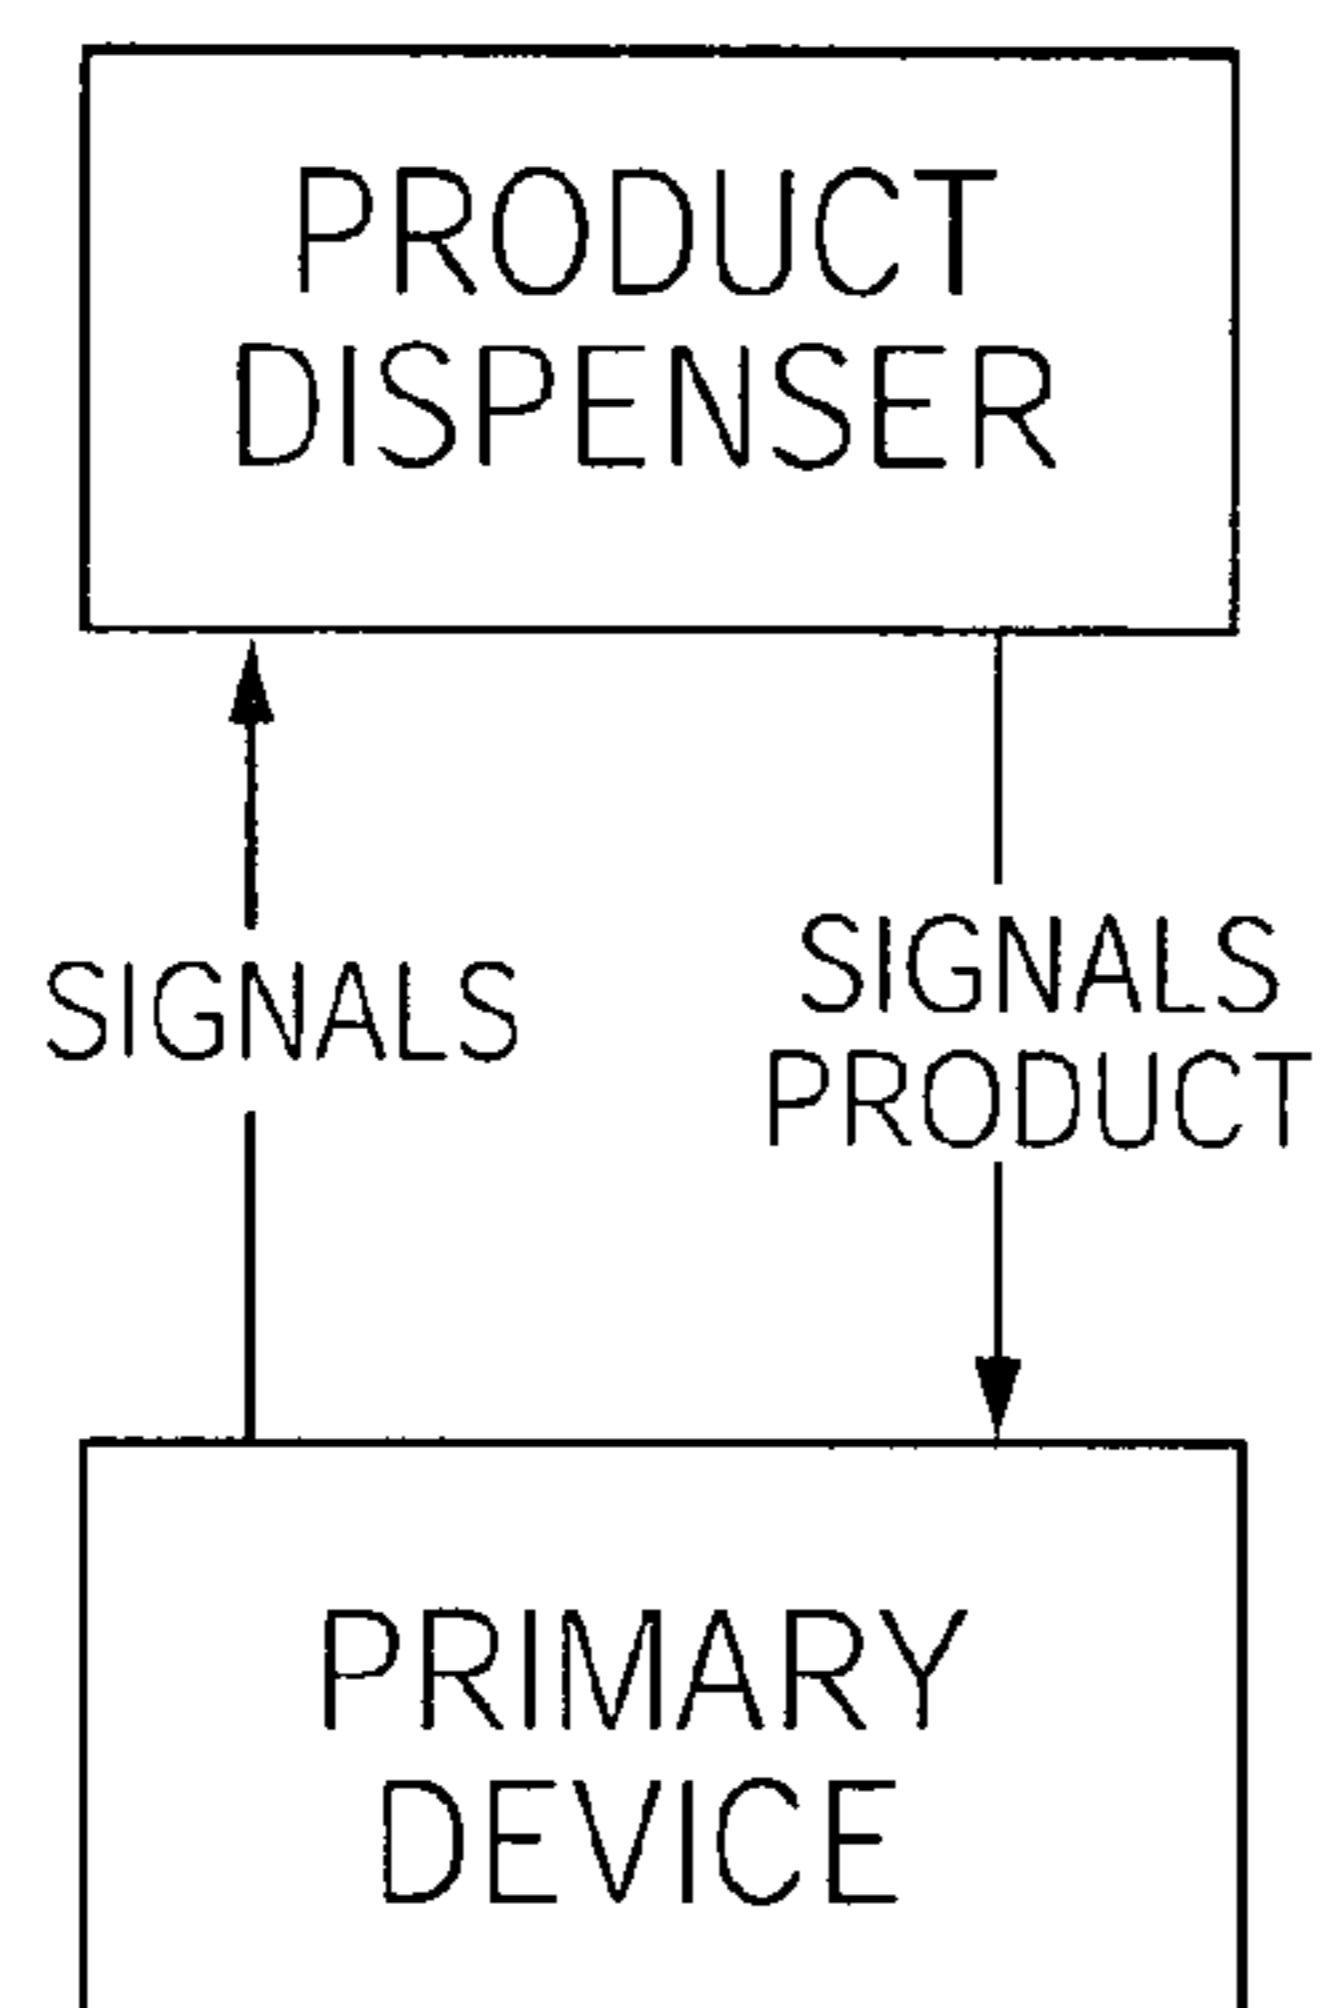 PRODUCT
DISPENSER
SIGNALS
SIGNALS
PRODUCT
PRIMARY
DEVICE